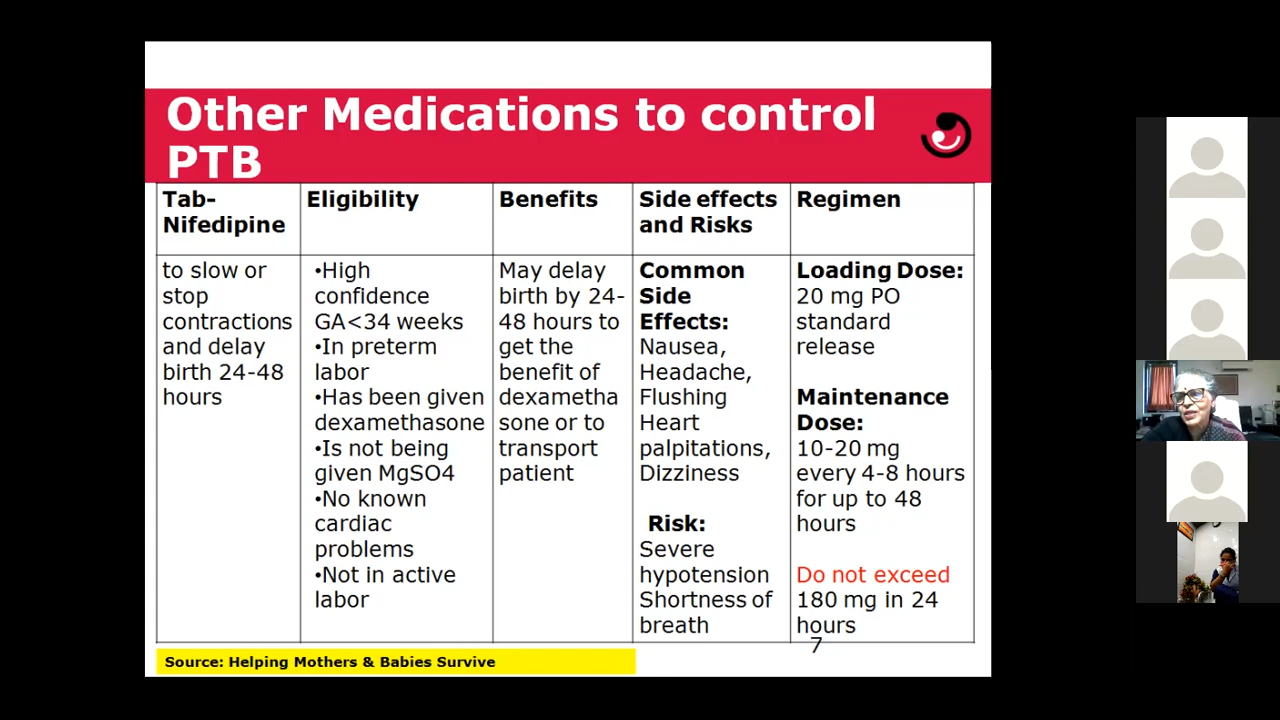 Other Medications to control
PTB
Tab-
Nifedipine
Eligibility
Benefits
Side effects
and Risks
Regimen
to slow or
stop
contractions
and delay
birth 24-48
hours
•High
confidence
GA<34 weeks
•In preterm
labor
•Has been given
dexamethasone
•Is not being
given MgSO4
•No known
cardiac
problems
•Not in active
labor
May delay
birth by 24-
48 hours to
get the
benefit of
dexametha
sone or to
transport
patient
Common
Side
Effects:
Nausea,
Headache,
Flushing
Heart
palpitations,
Dizziness
Risk:
Severe
hypotension
Shortness of
breath
Loading Dose:
20 mg PO
standard
release
Maintenance
Dose:
10-20 mg
every 4-8 hours
for up to 48
hours
Do not exceed
180 mg in 24
hours
7
Source: Helping Mothers & Babies Survive